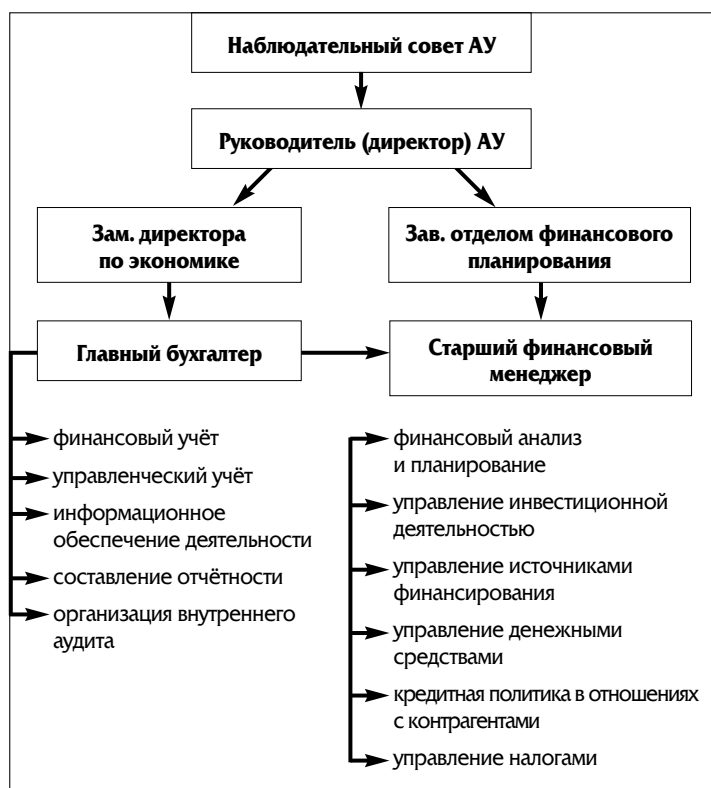 Наблюдательный совет АУ
Руководитель (директор) АУ
Зам. директора
по экономике
Зав. отделом финансового
планирования
Главный бухгалтер
Старший финансовый
менеджер
финансовый учёт
управленческий учёт
информационное
обеспечение деятельности
составление отчётности
организация внутреннего
аудита
финансовый анализ
и планирование
управление инвестиционной
деятельностью
управление источниками
финансирования
управление денежными
средствами
кредитная политика в отношениях
с контрагентами
управление налогами